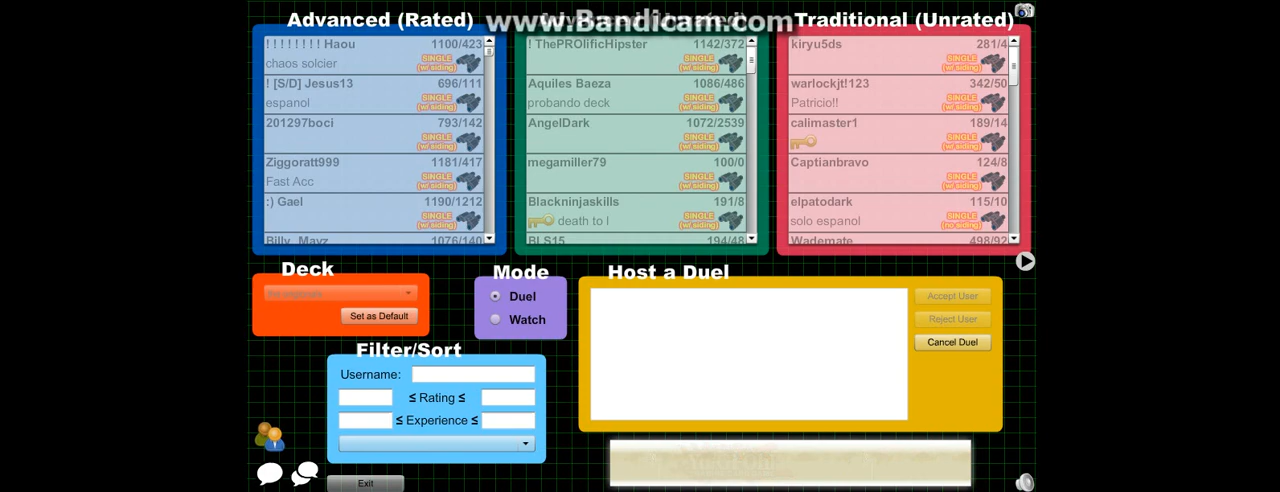 www.Bandicam.com
Advanced (Rated)
Traditional (Unrated)
! ! ! ! ! ! ! ! Haou 1100/423
chaos solcier SINGLE (w/ siding)
! [S/D] Jesus13 696/111
espanol SINGLE (w/ siding)
201297boci 793/142
SINGLE (w/ siding)
Ziggoratt999 1181/417
Fast Acc SINGLE (w/ siding)
:) Gael 1190/1212
SINGLE (w/ siding)
Billy_Mayz 1076/140
! ThePROlificHipster 1142/372
SINGLE (w/ siding)
Aquiles Baeza 1086/486
probando deck SINGLE (w/ siding)
AngelDark 1072/2539
SINGLE (w/ siding)
megamiller79 100/0
SINGLE (w/ siding)
Blackninjaskills 191/8
death to l SINGLE (w/ siding)
BLS15 194/48
kiryu5ds 281/4
SINGLE (w/ siding)
warlockjt!123 342/50
Patricio!! SINGLE (w/ siding)
calimaster1 189/14
SINGLE (w/ siding)
Captianbravo 124/8
SINGLE (w/ siding)
elpatodark 115/10
solo espanol SINGLE (no siding)
Wademate 498/92
Deck
Set as Default
Mode
Duel
Watch
Host a Duel
Accept User
Reject User
Cancel Duel
Filter/Sort
Username:
≤ Rating ≤
≤ Experience ≤
Exit